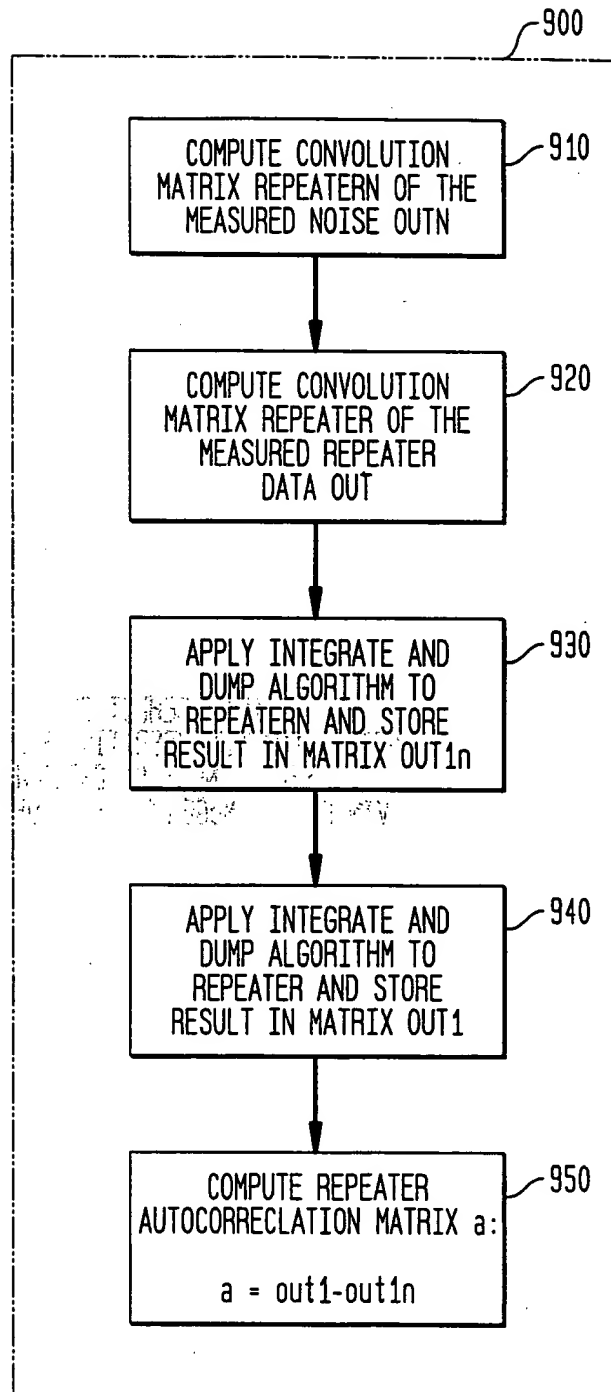 900
COMPUTE CONVOLUTION
MATRIX REPEATERN OF THE
MEASURED NOISE OUTN
910
COMPUTE CONVOLUTION
MATRIX REPEATER OF THE
MEASURED REPEATER
DATA OUT
920
APPLY INTEGRATE AND
DUMP ALGORITHM TO
REPEATERN AND STORE
RESULT IN MATRIX OUT1n
930
APPLY INTEGRATE AND
DUMP ALGORITHM TO
REPEATER AND STORE
RESULT IN MATRIX OUT1
940
COMPUTE REPEATER
AUTOCORRECLATION MATRIX a:
a = out1-out1n
950